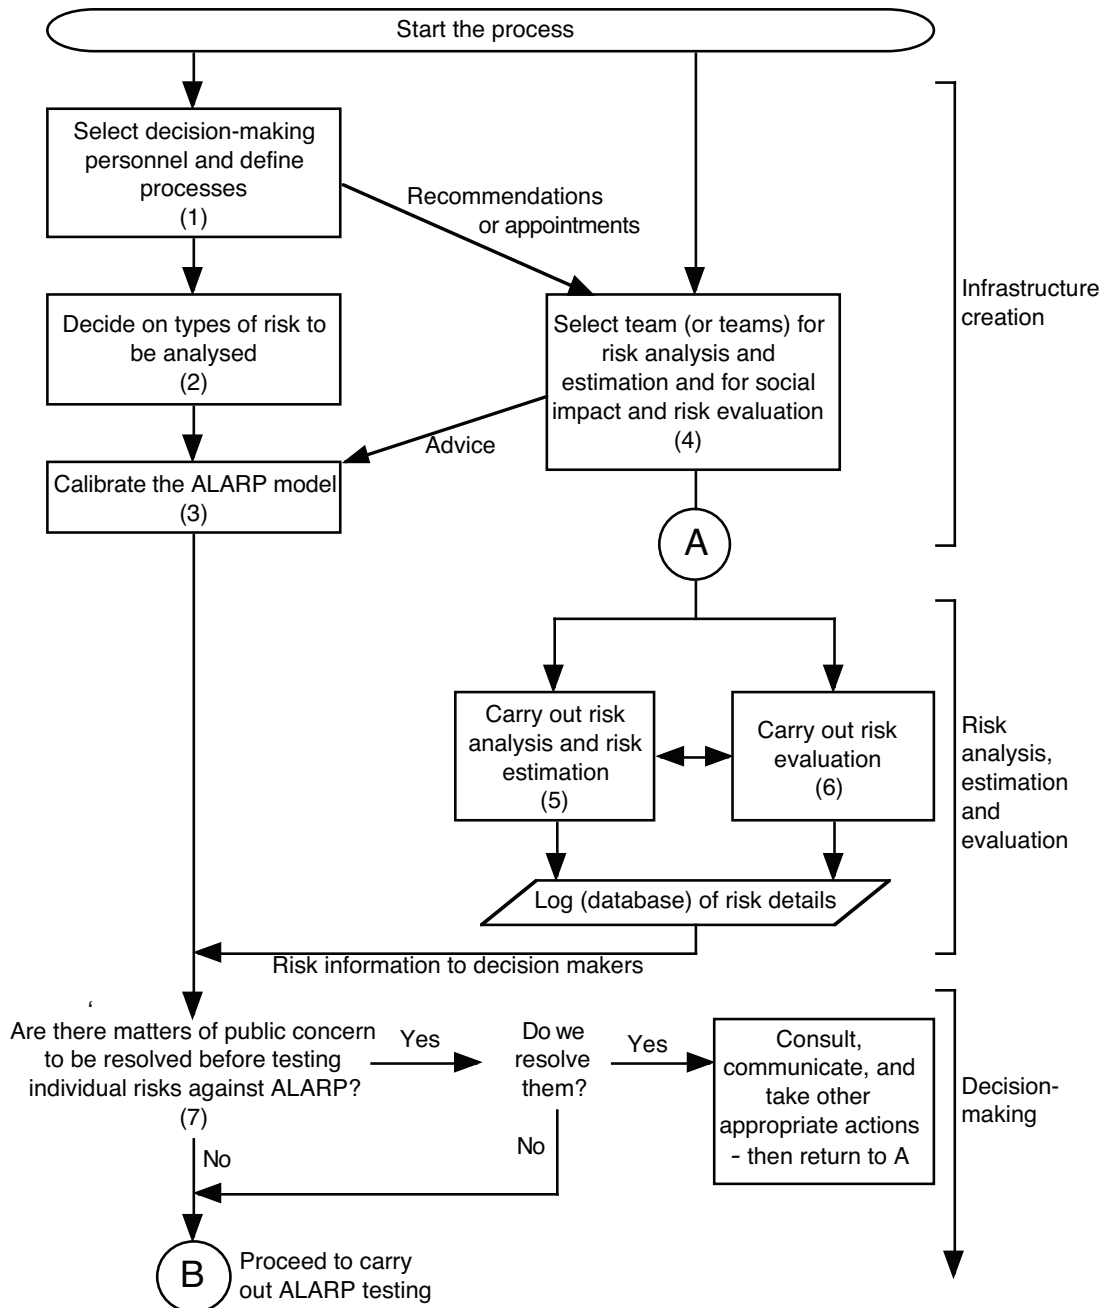 Start the process
Select decision-making
personnel and define
processes
(1)
Recommendations
or appointments
Decide on types of risk to
be analysed
(2)
Select team (or teams) for
risk analysis and
estimation and for social
impact and risk evaluation
(4)
Infrastructure
creation
Advice
Calibrate the ALARP model
(3)
A
Carry out risk
analysis and risk
estimation
(5)
Carry out risk
evaluation
(6)
Risk
analysis,
estimation
and
evaluation
Log (database) of risk details
Risk information to decision makers
‘
Are there matters of public concern
to be resolved before testing
individual risks against ALARP?
(7)
Yes
Do we
resolve
them?
Yes
Consult,
communicate, and
take other
appropriate actions
- then return to A
Decision-
making
No
No
B
Proceed to carry
out ALARP testing